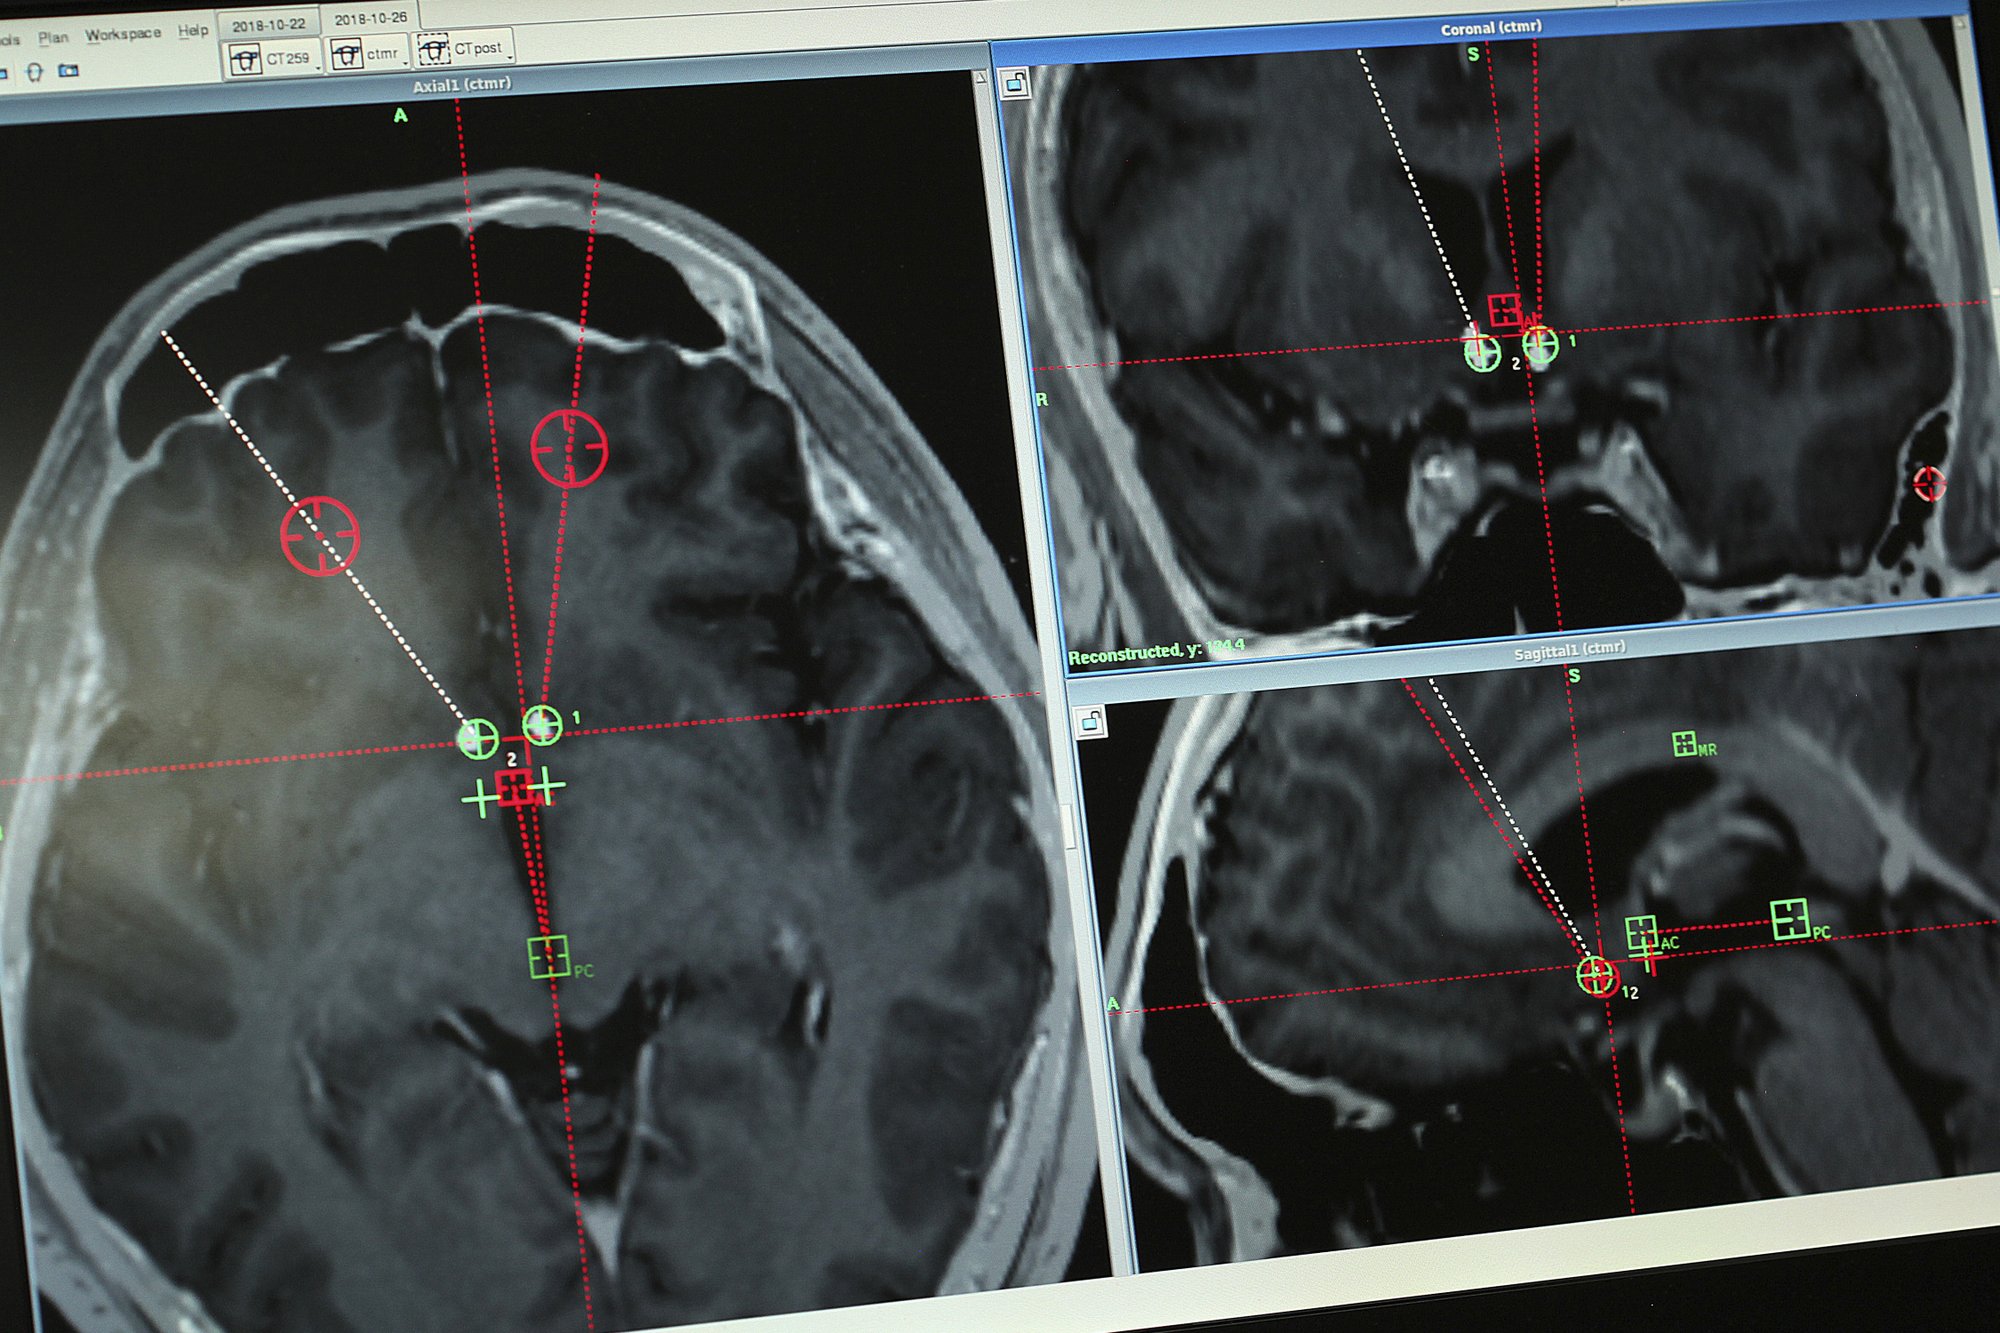 Plan Workspace Help 2018-10-22 2018-10-26
CT259 ctmr CTpost
Axial1 (ctmr)
A
1
2
PC
Coronal (ctmr)
S
R
1
2
Reconstructed, y:
Sagittal1 (ctmr)
S
MR
AC
PC
A
12